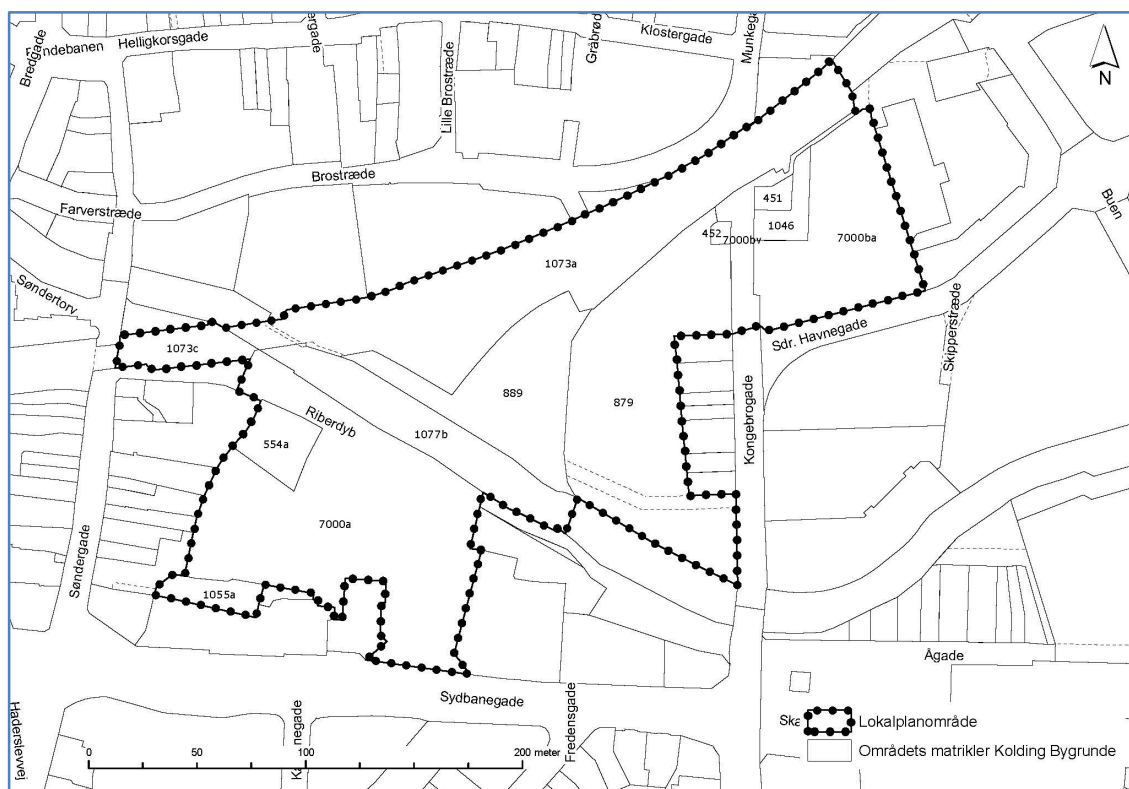 Bredgade
Helligkorsgade
Lille Brostræde
Klostergade
N
Brostræde
Farverstræde
Søndertorv
451
452
1046
7000bv
7000ba
Buen
1073a
1073c
Sdr. Havnegade
Skipperstræde
889
879
Riberdyb
1077b
Kongebrogade
554a
7000a
Søndergade
1055a
Ågade
Sydbanegade
Fredensgade
Haderslevvej
Lokalplanområde
Områdets matrikler Kolding Bygrunde
0 50 100 200 meter